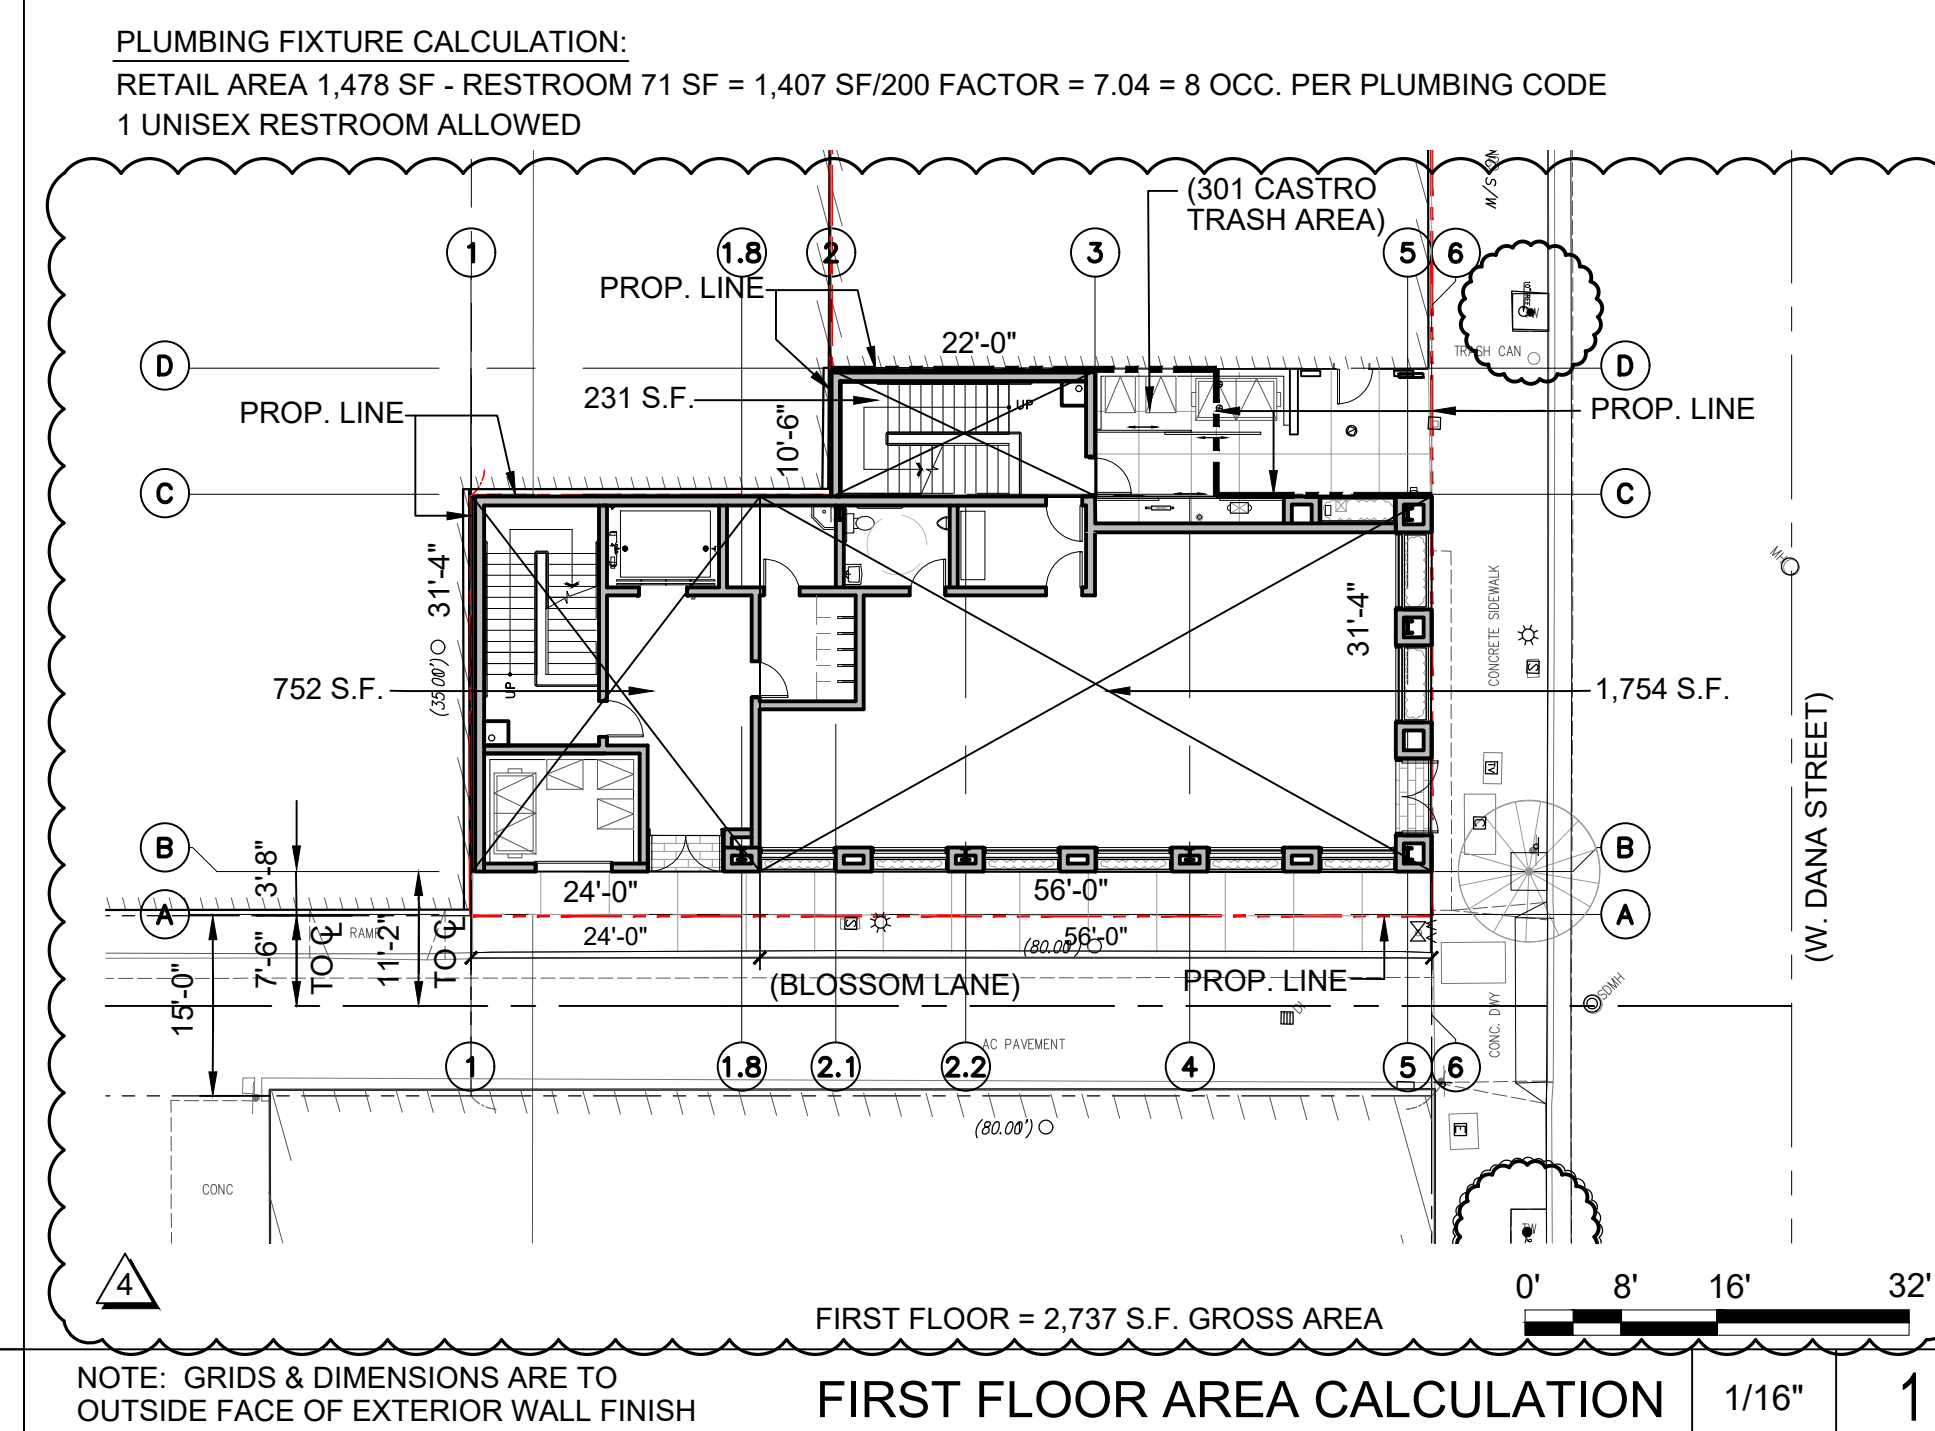 PLUMBING FIXTURE CALCULATION:
RETAIL AREA 1,478 SF - RESTROOM 71 SF = 1,407 SF/200 FACTOR = 7.04 = 8 OCC. PER PLUMBING CODE
1 UNISEX RESTROOM ALLOWED
(301 CASTRO
TRASH AREA)
1
1.8
2
3
5
6
PROP. LINE
22'-0"
TRASH CAN
D
D
231 S.F.
UP
PROP. LINE
PROP. LINE
10'-6"
C
C
31'-4"
31'-4"
CONCRETE SIDEWALK
MH
(35.00')
752 S.F.
UP
1,754 S.F.
(W. DANA STREET)
B
B
3'-8"
24'-0"
56'-0"
A
A
RAMP
24'-0"
56'-0"
(80.00')
15'-0"
7'-6"
TO CL
11'-2"
TO CL
(BLOSSOM LANE)
PROP. LINE
SDMH
DI
CONC. DWY
AC PAVEMENT
1
1.8
2.1
2.2
4
5
6
(80.00')
E
CONC
TW
4
0'
8'
16'
32'
FIRST FLOOR = 2,737 S.F. GROSS AREA
NOTE: GRIDS & DIMENSIONS ARE TO
OUTSIDE FACE OF EXTERIOR WALL FINISH
FIRST FLOOR AREA CALCULATION
1/16"
1